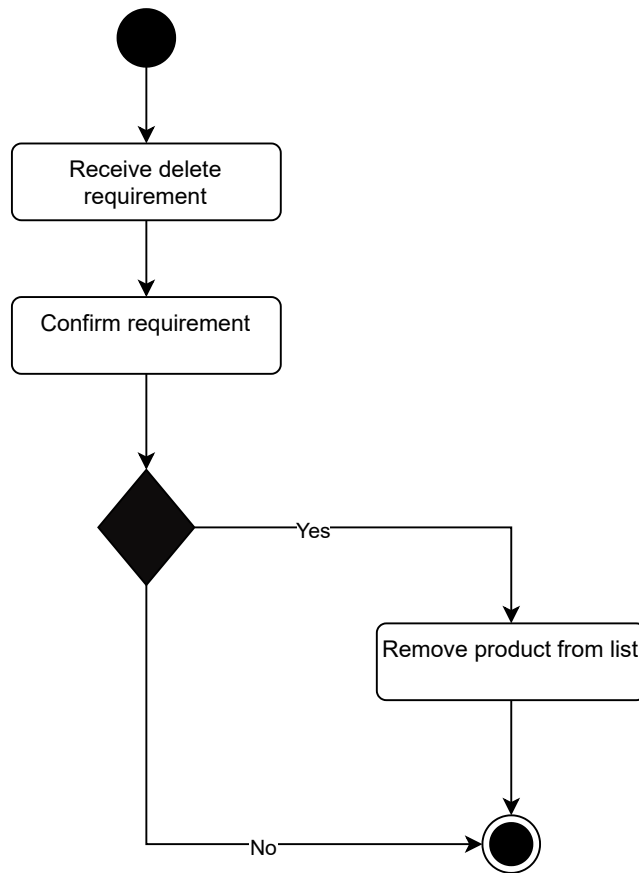 Receive delete
requirement
Confirm requirement
Yes
Remove product from list
No